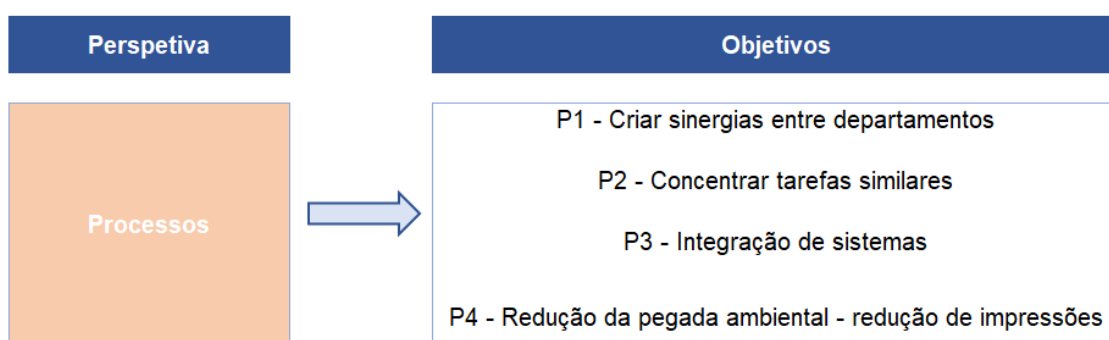 Perspetiva
Objetivos
Processos
P1 - Criar sinergias entre departamentos
P2 - Concentrar tarefas similares
P3 - Integração de sistemas
P4 - Redução da pegada ambiental - redução de impressões